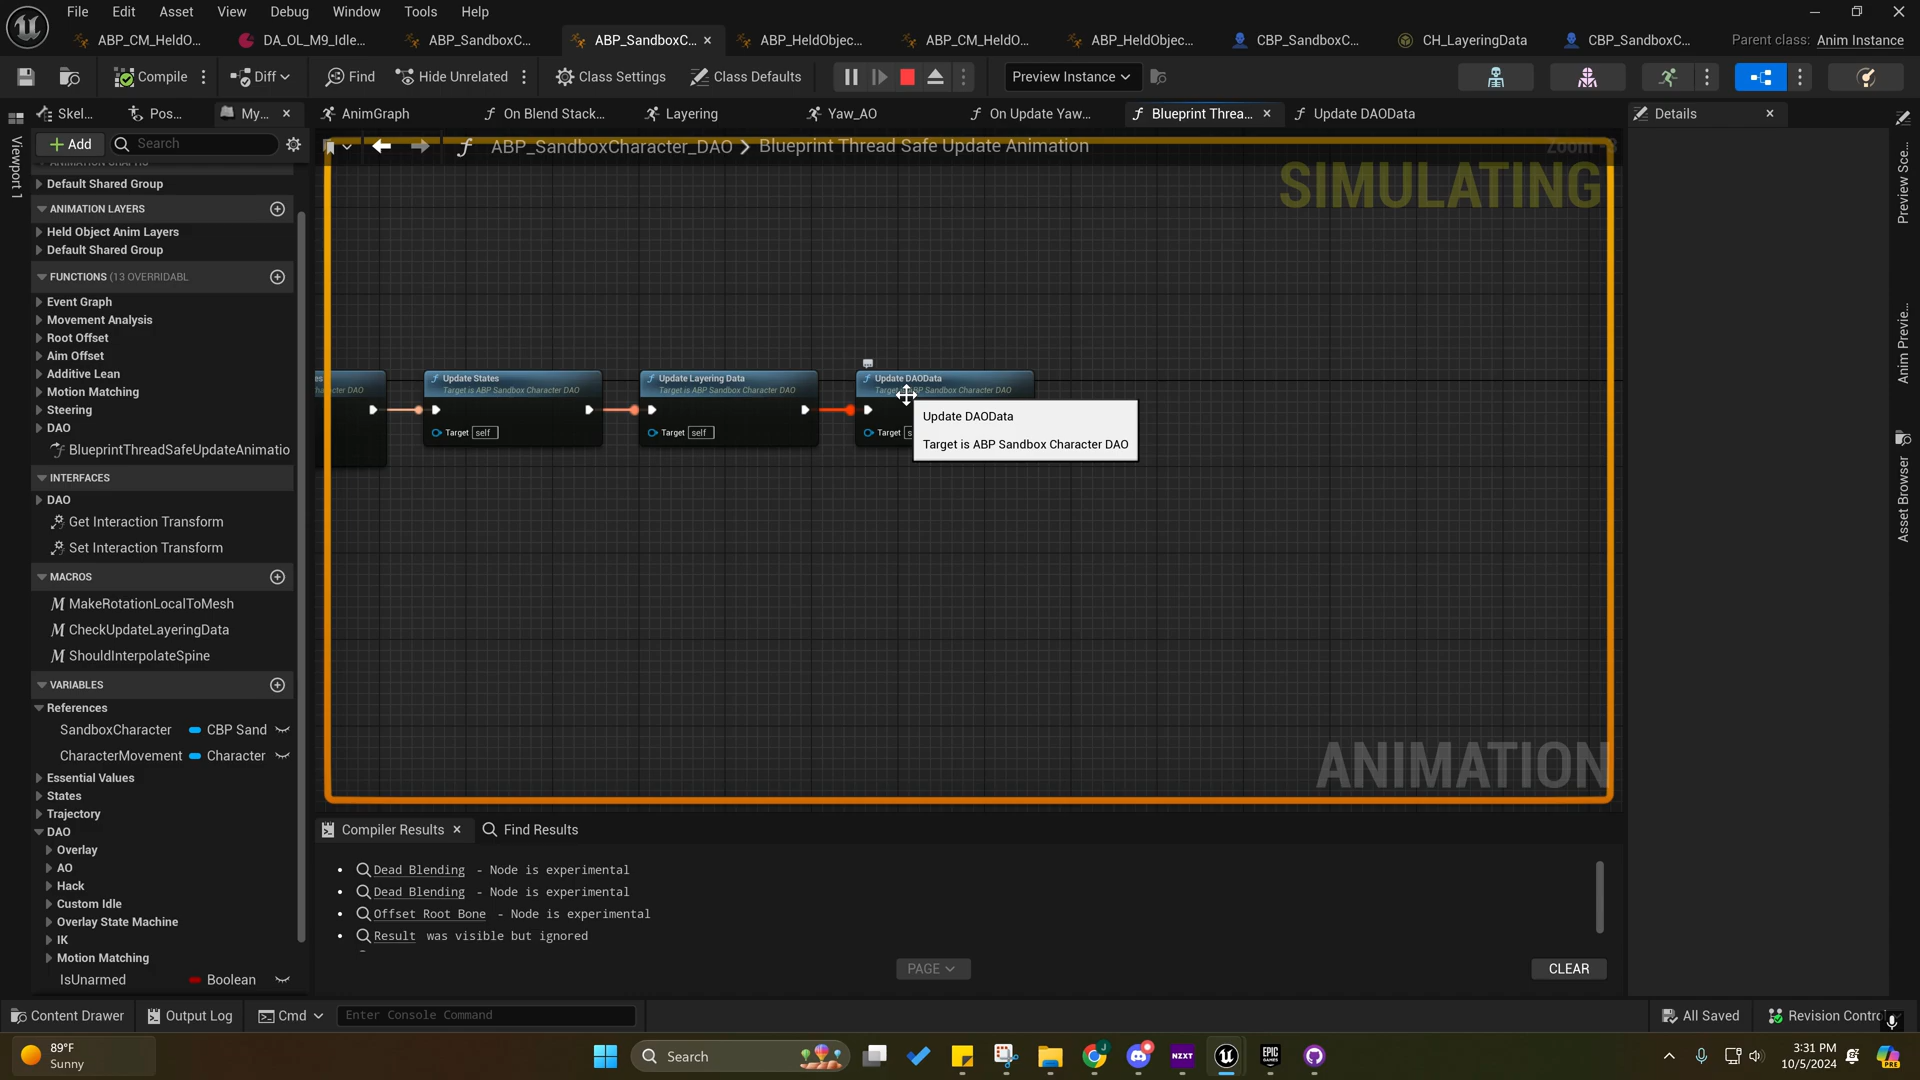 File Edit Asset View Debug Window Tools Help
ABP_CM_HeldO... DA_OL_M9_Idle... ABP_SandboxC... ABP_SandboxC... ABP_HeldObjec... ABP_CM_HeldO... ABP_HeldObjec... CBP_SandboxC... CH_LayeringData CBP_SandboxC... Parent class: Anim Instance
Compile Diff Find Hide Unrelated Class Settings Class Defaults Preview Instance
Skel... Pos... My... AnimGraph On Blend Stack... Layering Yaw_AO On Update Yaw... Blueprint Threa... Update DAOData Details
Add Search
ABP_SandboxCharacter_DAO > Blueprint Thread Safe Update Animation
SIMULATING
Viewport 1
Default Shared Group
ANIMATION LAYERS
Held Object Anim Layers
Default Shared Group
FUNCTIONS (13 OVERRIDABL
Event Graph
Movement Analysis
Root Offset
Aim Offset
Additive Lean
Motion Matching
Steering
DAO
BlueprintThreadSafeUpdateAnimatio
INTERFACES
DAO
Get Interaction Transform
Set Interaction Transform
MACROS
MakeRotationLocalToMesh
CheckUpdateLayeringData
ShouldInterpolateSpine
VARIABLES
References
SandboxCharacter CBP Sand
CharacterMovement Character
Essential Values
States
Trajectory
DAO
Overlay
AO
Hack
Custom Idle
Overlay State Machine
IK
Motion Matching
IsUnarmed Boolean
Update States
Target is ABP Sandbox Character DAO
Target self
Update Layering Data
Target is ABP Sandbox Character DAO
Target self
Update DAOData
Target
Update DAOData
Target is ABP Sandbox Character DAO
ANIMATION
Compiler Results Find Results
Dead Blending - Node is experimental
Dead Blending - Node is experimental
Offset Root Bone - Node is experimental
Result was visible but ignored
PAGE
CLEAR
Preview Sce...
Anim Previe...
Asset Browser
Content Drawer Output Log Cmd Enter Console Command All Saved Revision Contro
89°F
Sunny
Search
NZXT
EPIC GAMES
3:31 PM
10/5/2024
PRE